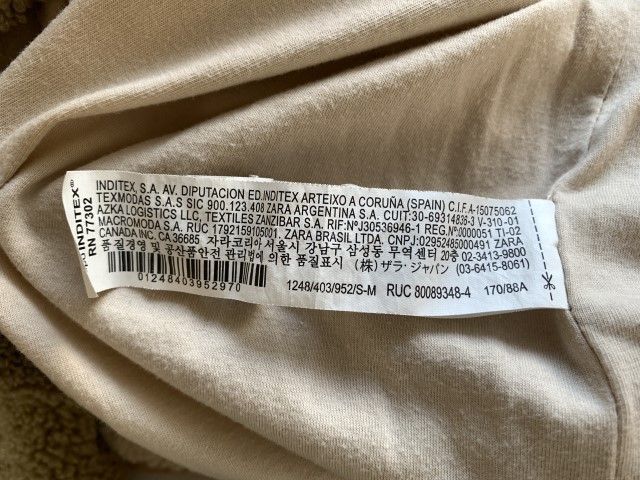 INDITEX®
RN 77302
INDITEX, S.A. AV. DIPUTACION ED.INDITEX ARTEIXO A CORUÑA (SPAIN) C.I.F.A-15075062
TEXMODAS S.A.S SIC 900.123.408 ZARA ARGENTINA S.A. CUIT:30-69314838-3 V-310-01
AZKA LOGISTICS LLC, TEXTILES ZANZIBAR S.A. RIF:NºJ30536946-1 REG.Nº0000051 TI-02
MACROMODA S.A. RUC 1792159105001. ZARA BRASIL LTDA. CNPJ:02952485000491 ZARA
CANADA INC. CA 36685 자라코리아 서울시 강남구 삼성동 무역센터 20층 02-3413-9800
품질경영 및 공산품안전 관리법에 의한 품질표시 (株) ザラ・ジャパン (03-6415-8061)
01248403952970
1248/403/952/S-M RUC 80089348-4 170/88A